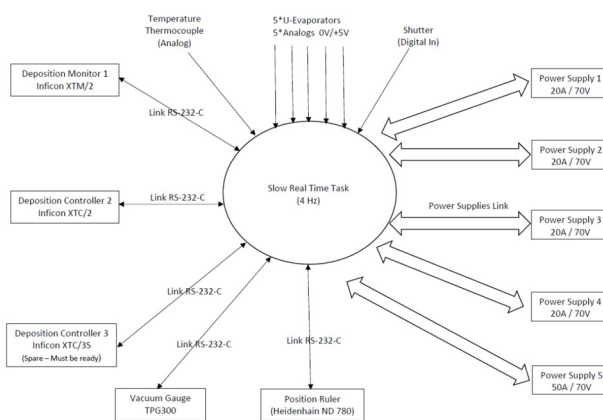 Temperature
Thermocouple
(Analog)
5*U-Evaporators
5*Analogs 0V/+5V
Shutter
(Digital In)
Deposition Monitor 1
Inficon XTM/2
Link RS-232-C
Power Supply 1
20A / 70V
Power Supply 2
20A / 70V
Deposition Controller 2
Inficon XTC/2
Link RS-232-C
Slow Real Time Task
(4 Hz)
Power Supplies Link
Power Supply 3
20A / 70V
Link RS-232-C
Power Supply 4
20A / 70V
Deposition Controller 3
Inficon XTC/3S
(Spare – Must be ready)
Link RS-232-C
Link RS-232-C
Vacuum Gauge
TPG300
Position Ruler
(Heidenhain ND 780)
Power Supply 5
50A / 70V